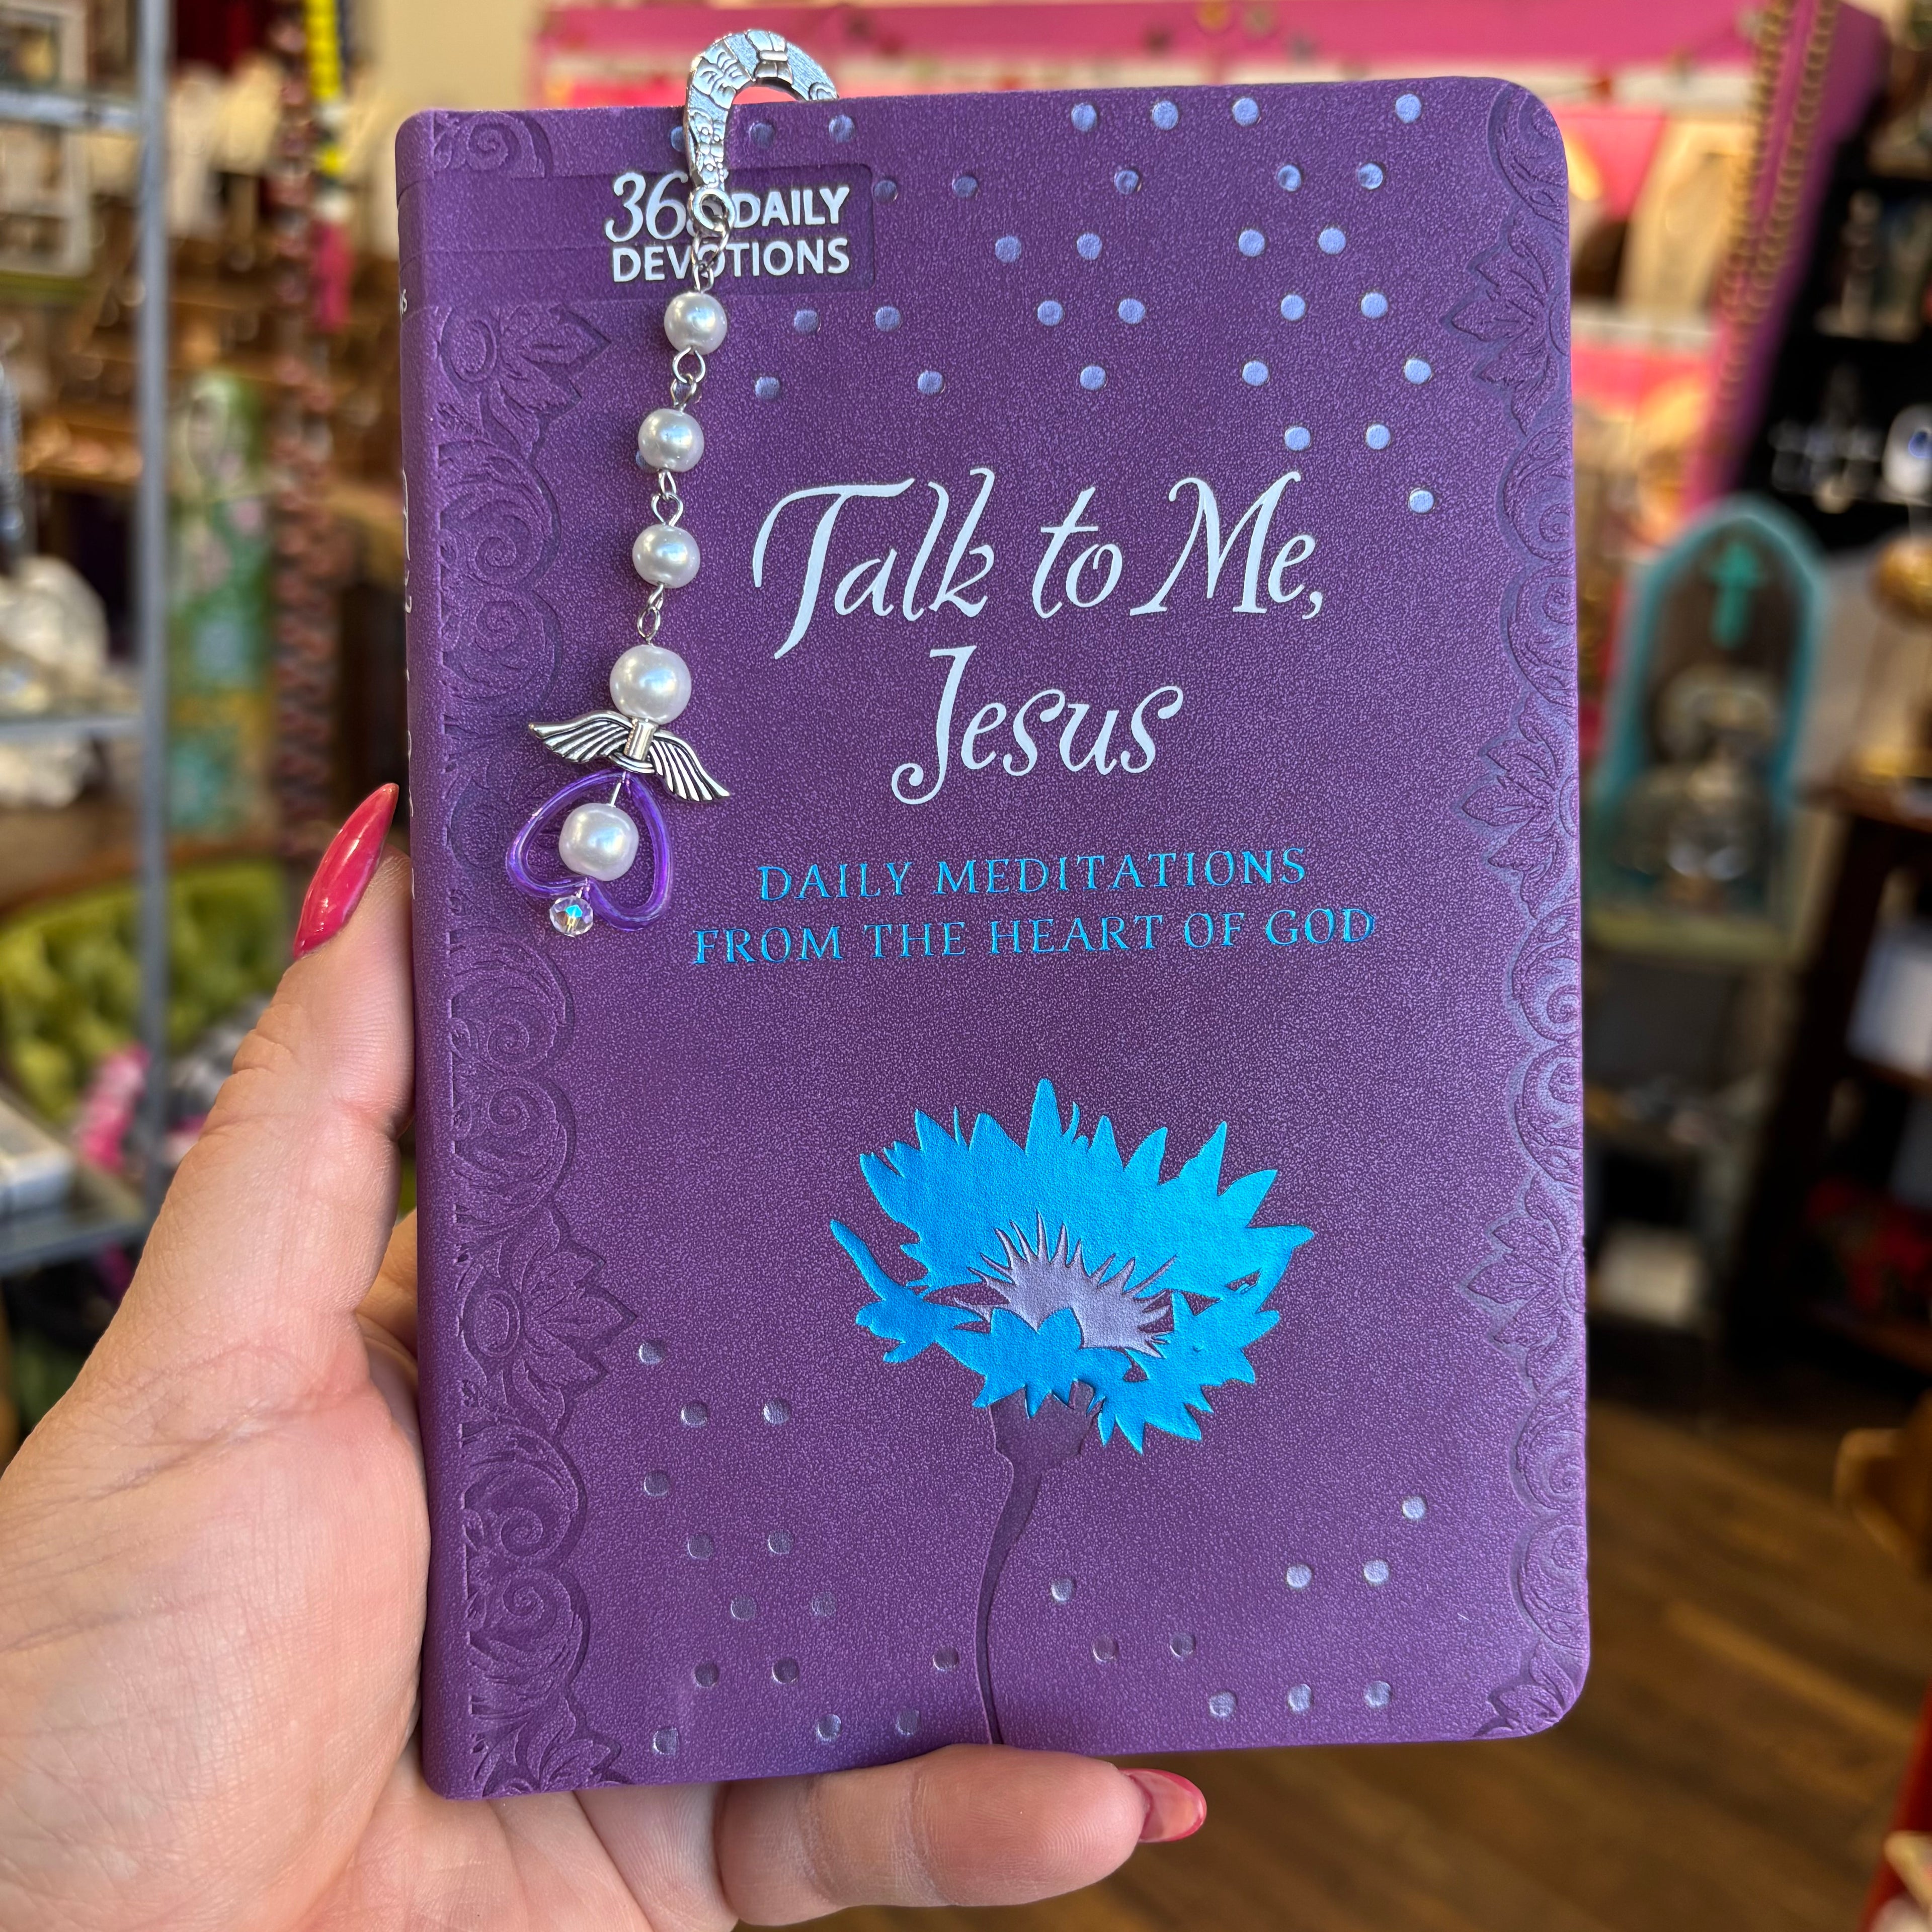 DAILY
DEVOTIONS
Talk to Me,
Jesus
DAILY MEDITATIONS
FROM THE HEART OF GOD